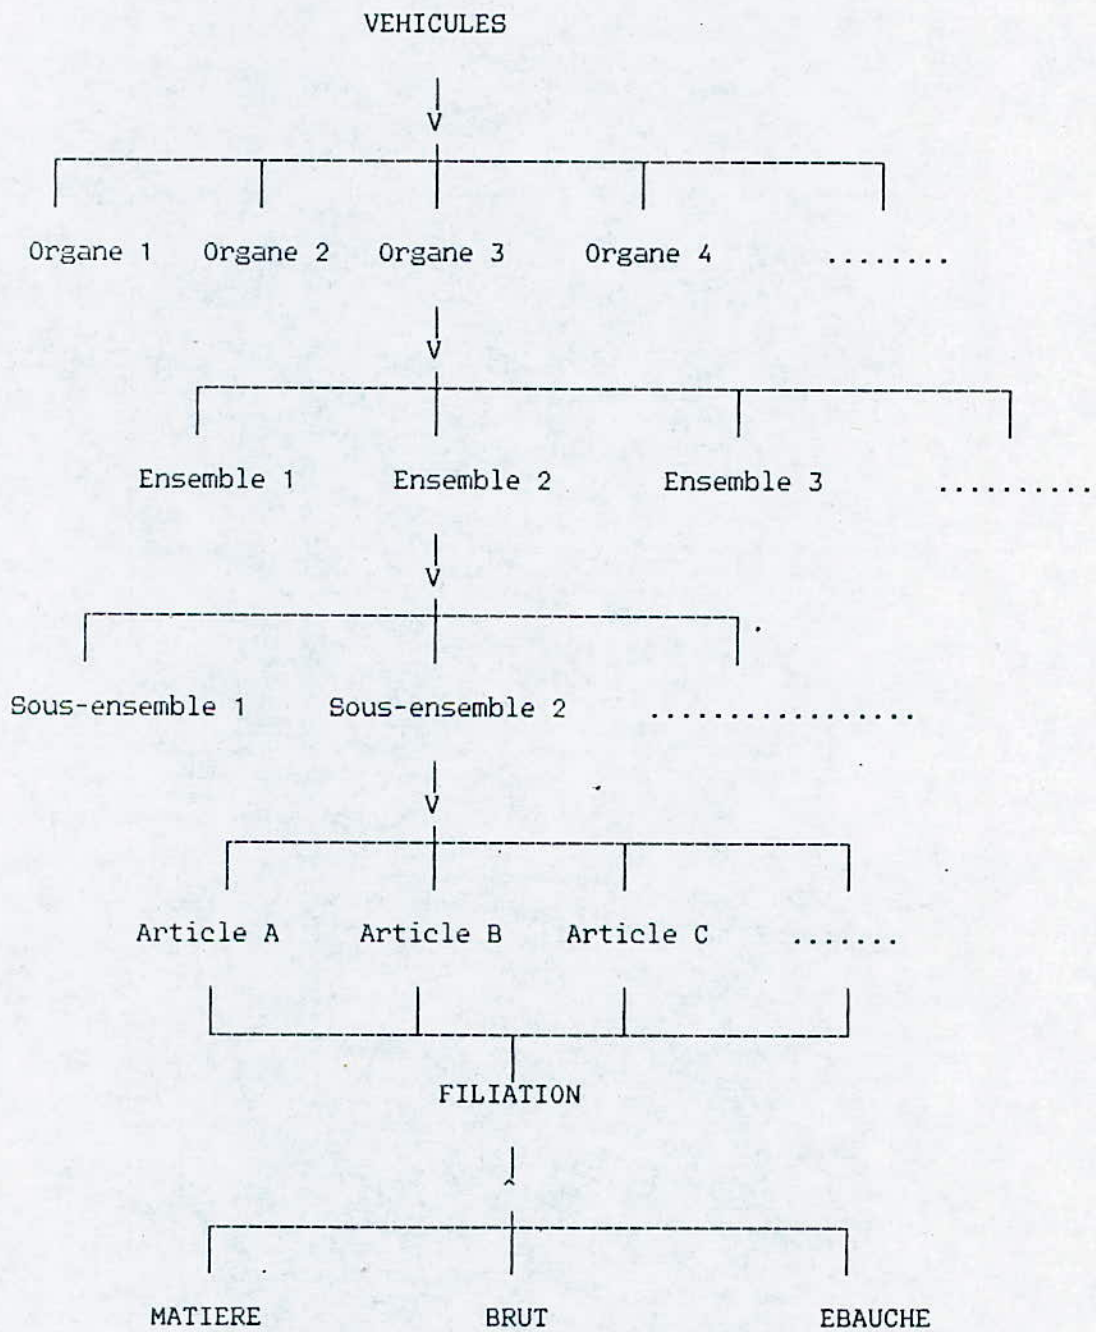 VEHICULES
Organe 1 Organe 2 Organe 3 Organe 4 ........
Ensemble 1 Ensemble 2 Ensemble 3 ..........
Sous-ensemble 1 Sous-ensemble 2 .................
Article A Article B Article C .......
FILIATION
MATIERE BRUT EBAUCHE